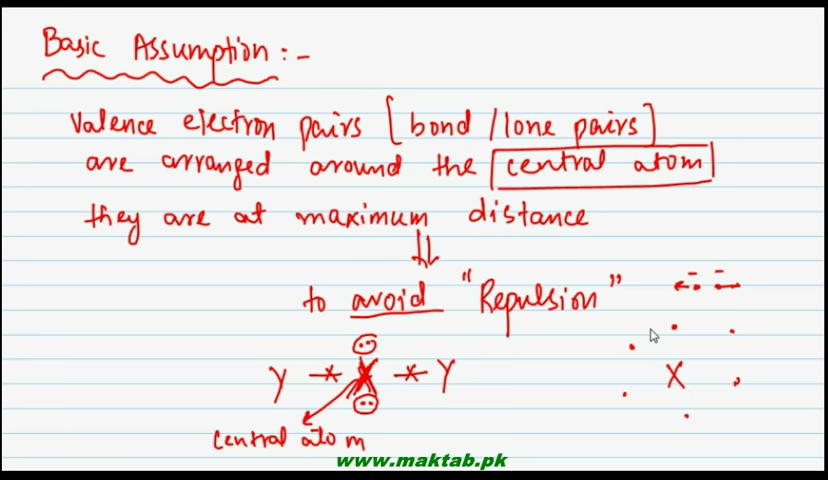 Basic Assumption :-
Valence electron pairs [bond/lone pairs]
are arranged around the central atom
they are at maximum distance
to avoid "Repulsion"
Y X Y X
central atom
www.maktab.pk